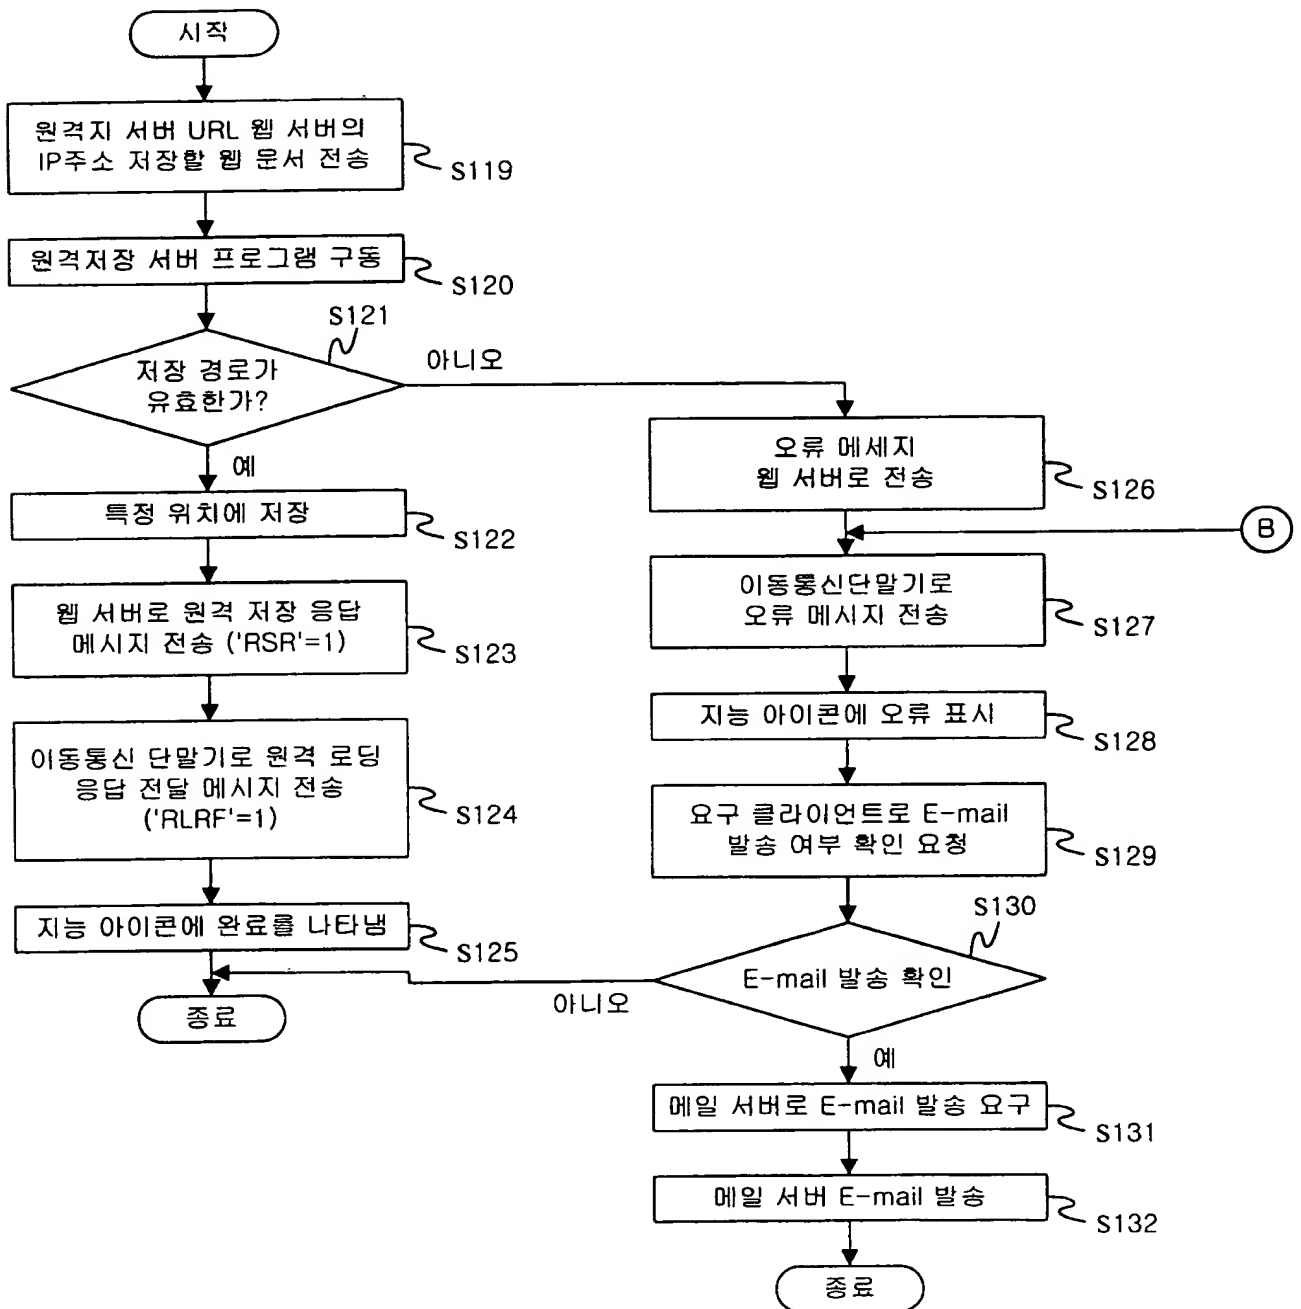 시작
원격지 서버 URL 웹 서버의
IP주소 저장할 웹 문서 전송
S119
원격저장 서버 프로그램 구동
S120
S121
저장 경로가
유효한가?
아니오
예
특정 위치에 저장
S122
웹 서버로 원격 저장 응답
메시지 전송 ('RSR'=1)
S123
이동통신 단말기로 원격 로딩
응답 전달 메시지 전송
('RLRF'=1)
S124
지능 아이콘에 완료를 나타냄
S125
종료
오류 메세지
웹 서버로 전송
S126
B
이동통신단말기로
오류 메시지 전송
S127
지능 아이콘에 오류 표시
S128
요구 클라이언트로 E-mail
발송 여부 확인 요청
S129
S130
E-mail 발송 확인
아니오
예
메일 서버로 E-mail 발송 요구
S131
메일 서버 E-mail 발송
S132
종료